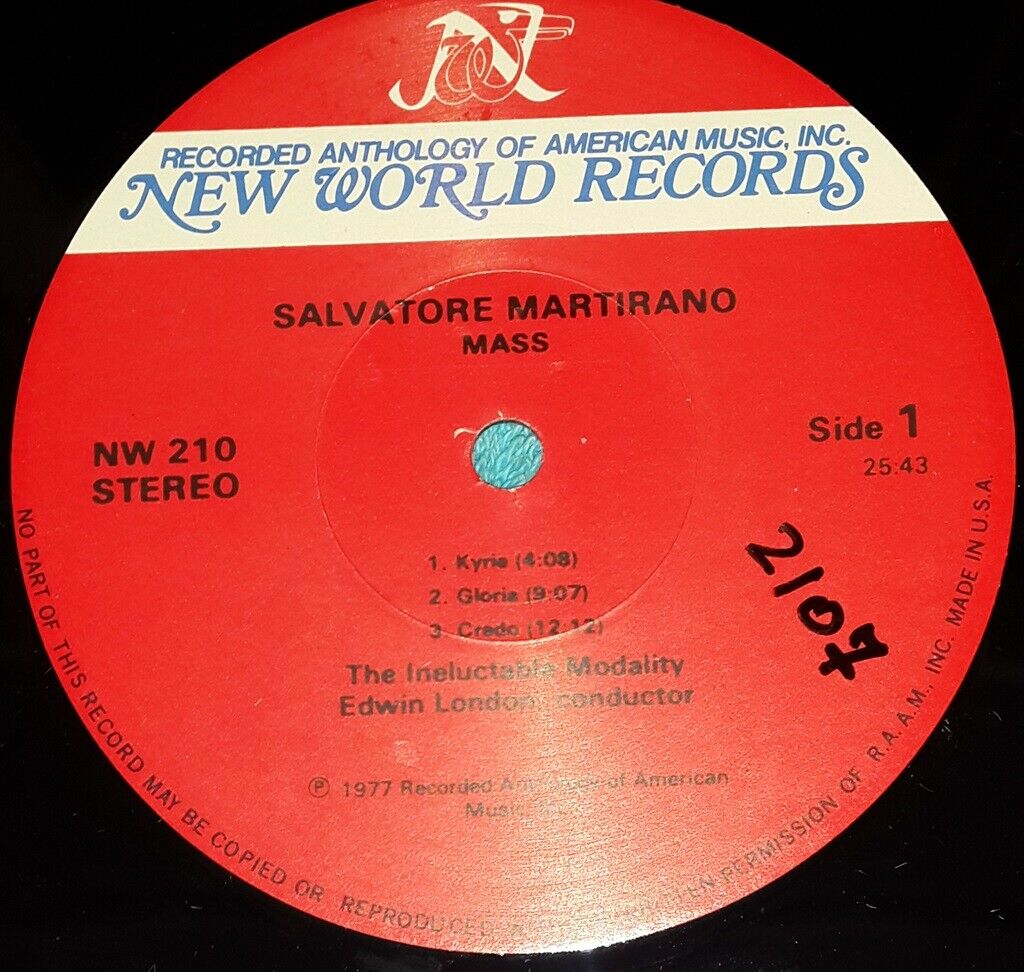 RECORDED ANTHOLOGY OF AMERICAN MUSIC, INC.
NEW WORLD RECORDS
SALVATORE MARTIRANO
MASS
NW 210
STEREO
Side 1
25:43
1. Kyrie (4:08)
2. Gloria (9:07)
3. Credo (12:12)
The Ineluctable Modality
Edwin London, conductor
℗ 1977 Recorded Anthology of American
Music
NO PART OF THIS RECORD MAY BE COPIED OR REPRODUCED PERMISSION OF R.A.A.M., INC. MADE IN U.S.A.